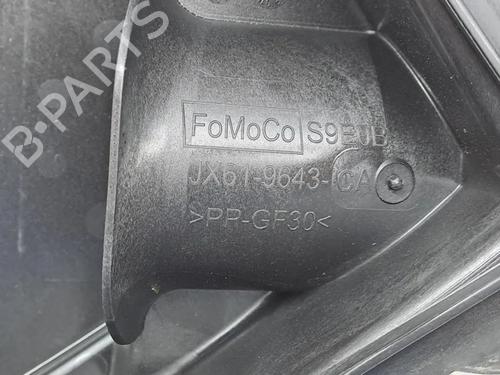 B-PARTS
FoMoCo S9EUB
JX61-9643-CA
>PP-GF30<